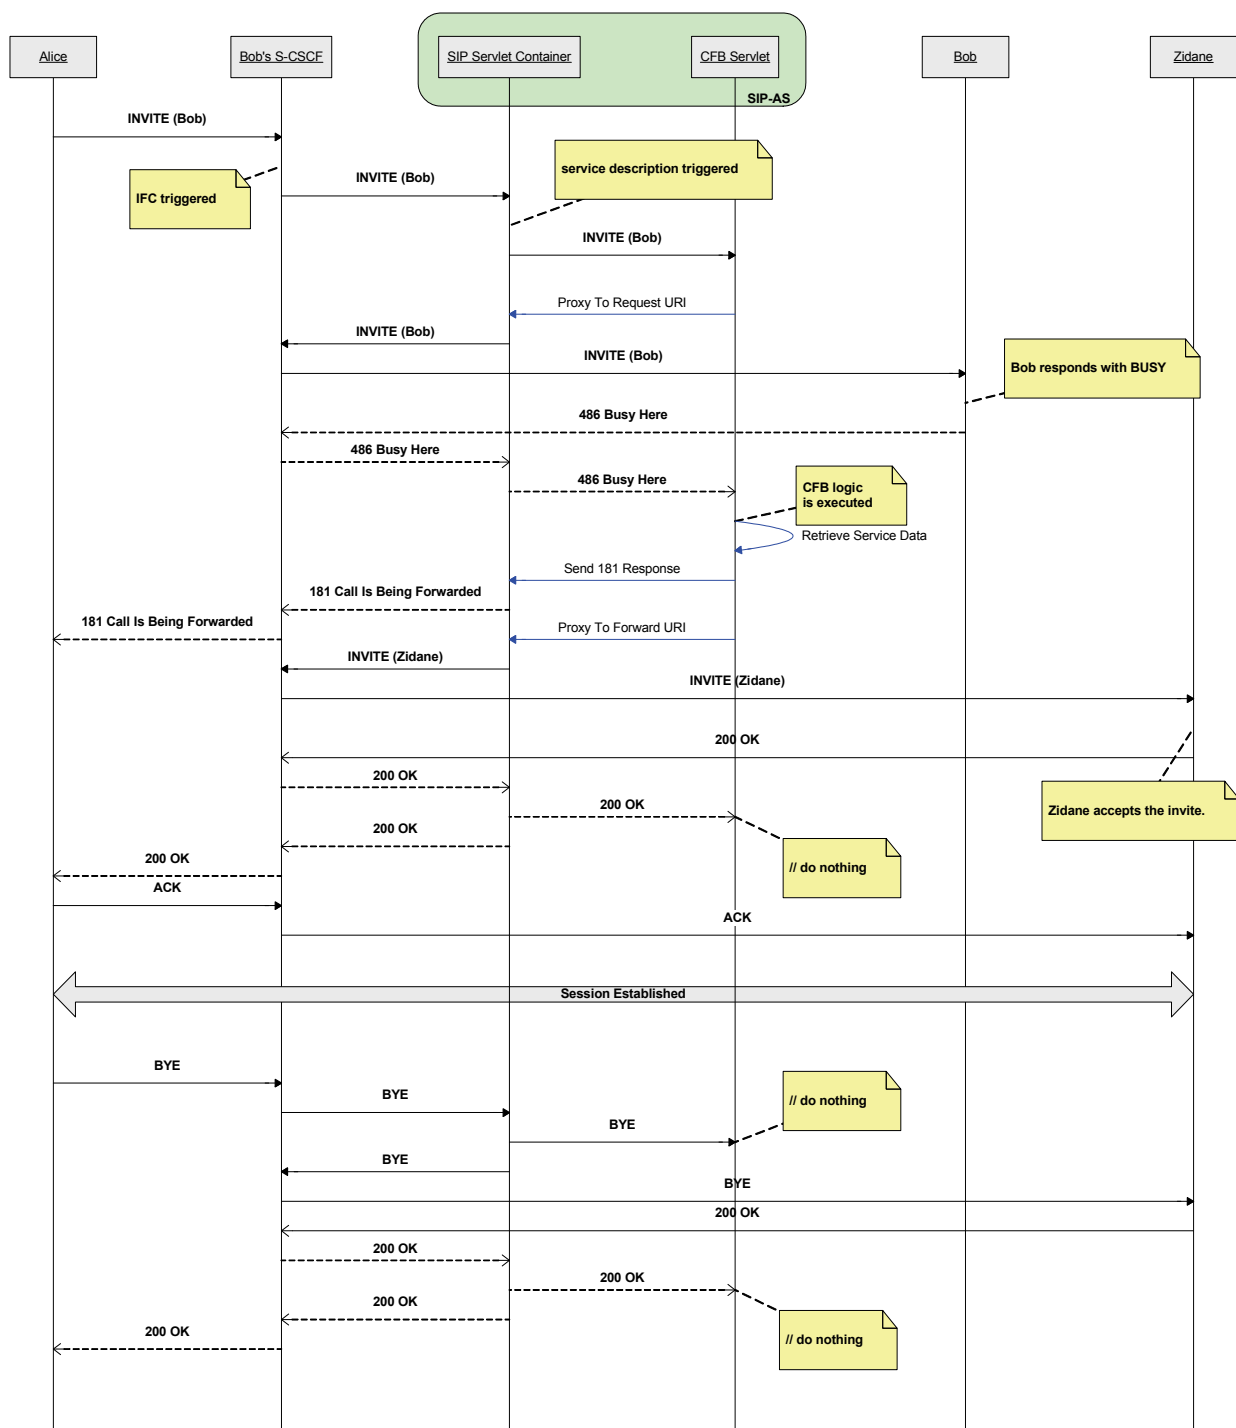 Alice
Bob's S-CSCF
SIP Servlet Container
CFB Servlet
Bob
Zidane
SIP-AS
INVITE (Bob)
service description triggered
INVITE (Bob)
IFC triggered
INVITE (Bob)
Proxy To Request URI
INVITE (Bob)
INVITE (Bob)
Bob responds with BUSY
486 Busy Here
486 Busy Here
486 Busy Here
CFB logic
is executed
Retrieve Service Data
Send 181 Response
181 Call Is Being Forwarded
181 Call Is Being Forwarded
Proxy To Forward URI
INVITE (Zidane)
INVITE (Zidane)
200 OK
200 OK
200 OK
Zidane accepts the invite.
200 OK
200 OK
// do nothing
ACK
ACK
Session Established
BYE
BYE
// do nothing
BYE
BYE
BYE
200 OK
200 OK
200 OK
200 OK
200 OK
// do nothing